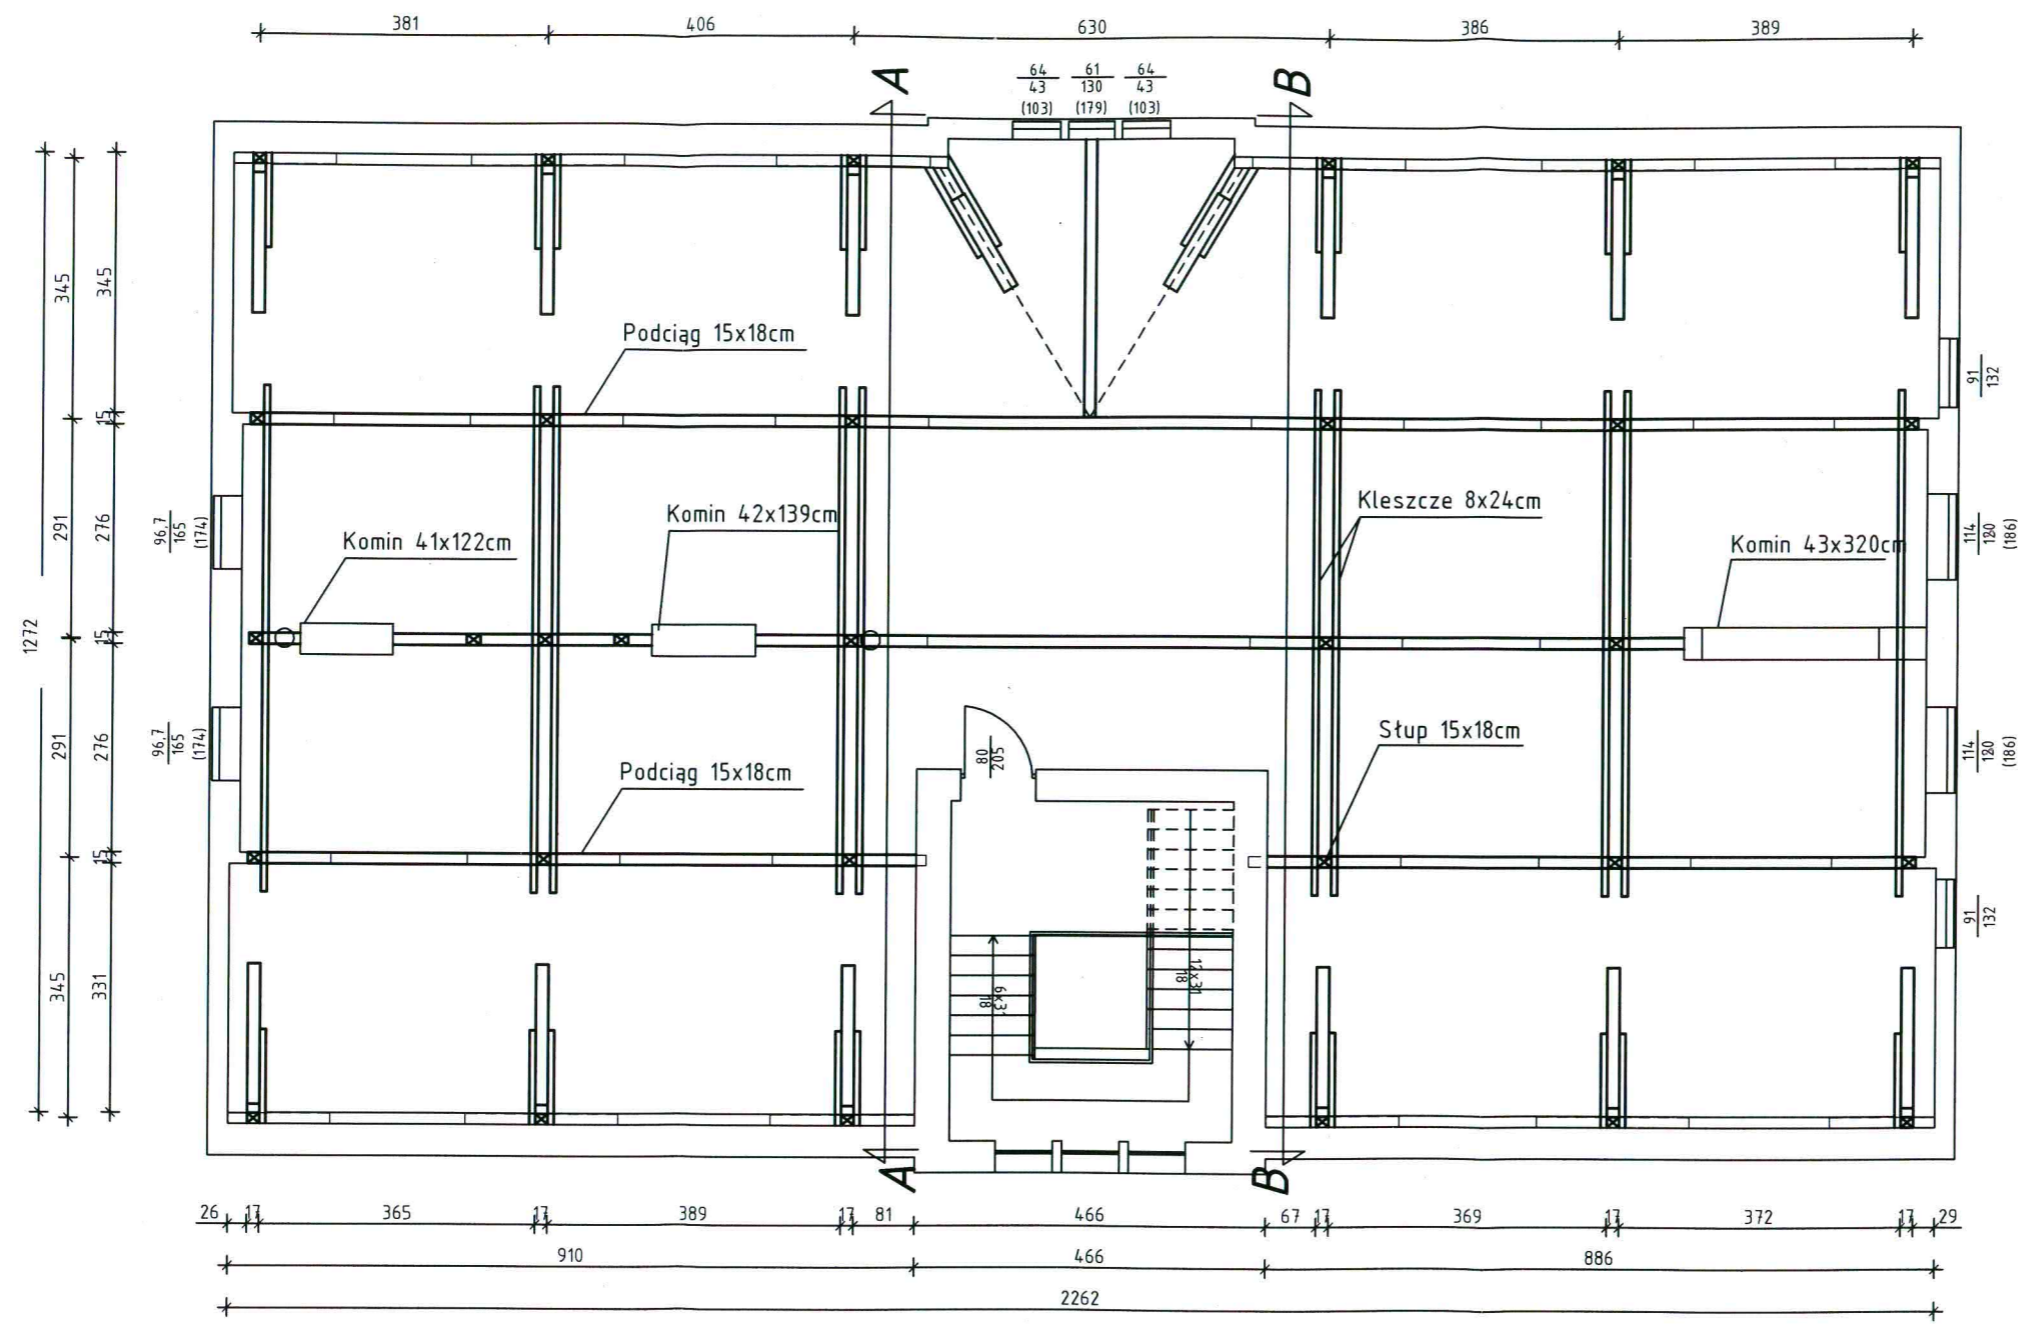 381 406 630 386 389
A B
64 61 64
43 130 43
(103) (179) (103)
345 345
Podciąg 15x18cm
91
132
15
Kleszcze 8x24cm
Komin 42x139cm
Komin 41x122cm
Komin 43x320cm
96,7
165
(174)
291 276
114
(186)
1272
15
Słup 15x18cm
80
205
Podciąg 15x18cm
96,7
165
(174)
291 276
114
(186)
15
91
132
345 331
6x31
18
12x31
18
A B
26 17 365 17 389 17 81 466 67 17 369 17 372 17 29
910 466 886
2262